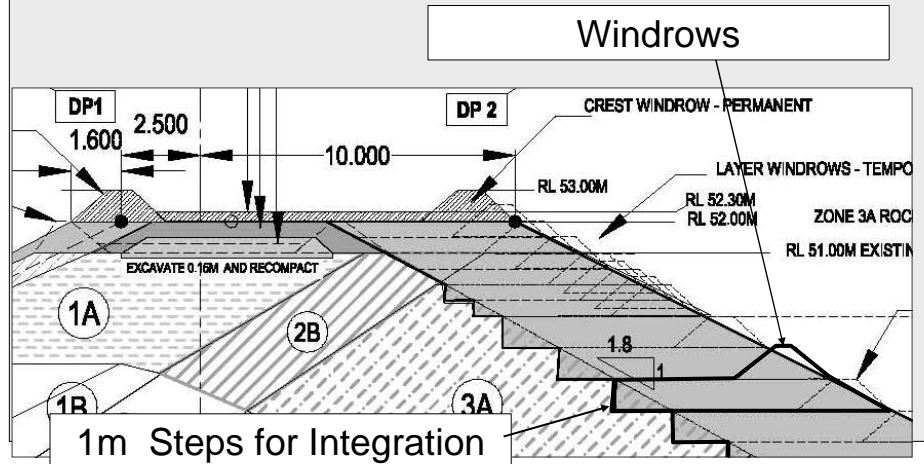 Windrows
DP1
2.500
1.600
10.000
DP 2
CREST WINDROW - PERMANENT
LAYER WINDROWS - TEMPO
RL 53.00M
RL 52.30M
RL 52.00M
ZONE 3A ROC
RL 51.00M EXISTIN
EXCAVATE 0.15M AND RECOMPACT
1A
2B
1.8
1
1B
3A
1m Steps for Integration